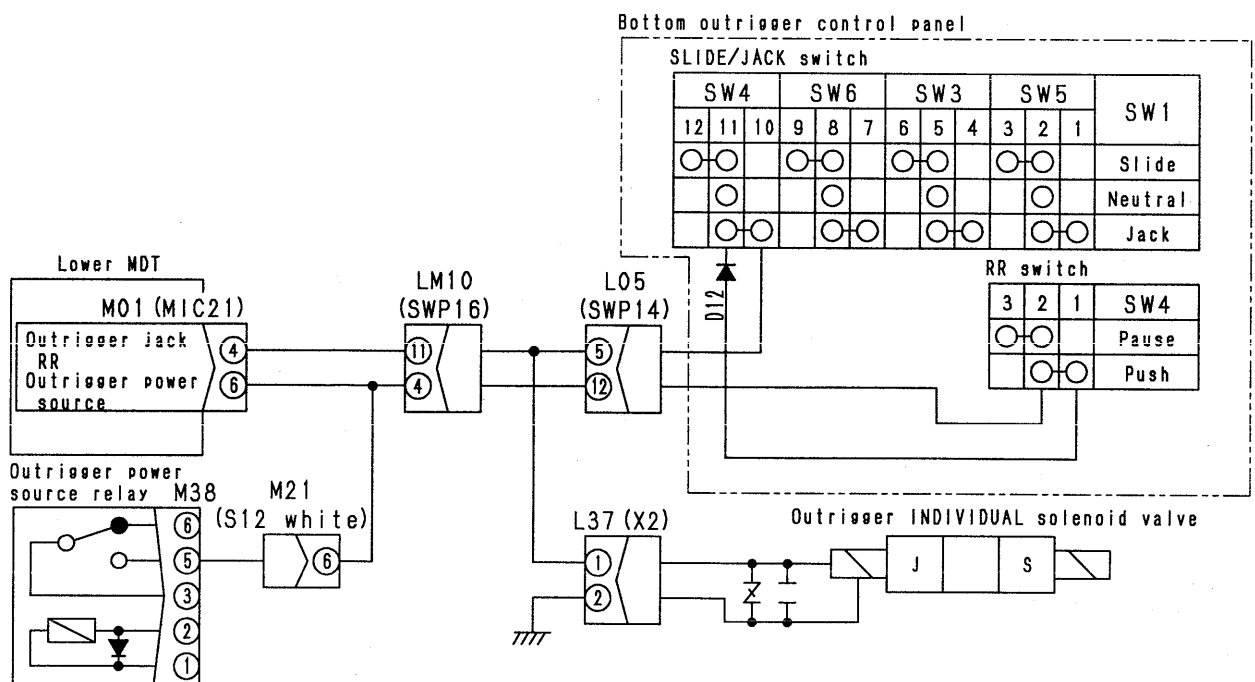 Bottom outrigger control panel
SLIDE/JACK switch
SW4 SW6 SW3 SW5 SW1
12 11 10 9 8 7 6 5 4 3 2 1
Slide
Neutral
Jack
RR switch
3 2 1 SW4
Pause
Push
D12
Lower MDT
M01 (MIC21)
Outrigger jack
RR
Outrigger power
source
4
6
LM10
(SWP16)
11
4
L05
(SWP14)
5
12
Outrigger power
source relay
M38
6
5
3
2
1
M21
(S12 white)
6
L37 (X2)
1
2
Outrigger INDIVIDUAL solenoid valve
J S